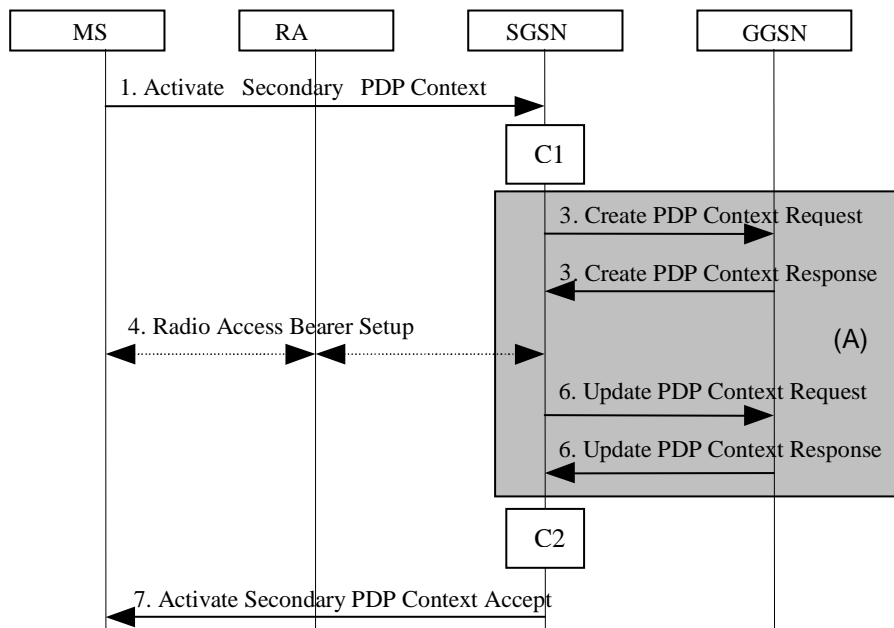 MS RA SGSN GGSN
1. Activate Secondary PDP Context
C1
3. Create PDP Context Request
3. Create PDP Context Response
4. Radio Access Bearer Setup
(A)
6. Update PDP Context Request
6. Update PDP Context Response
C2
7. Activate Secondary PDP Context Accept